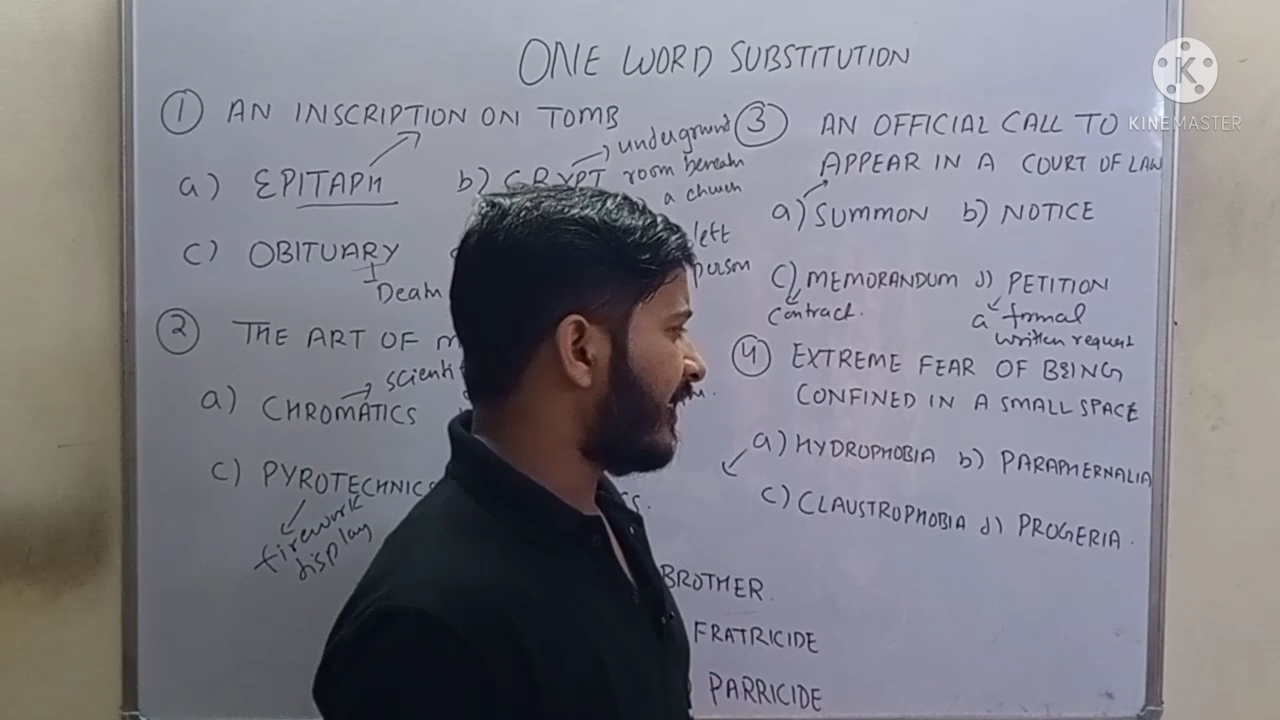 ONE WORD SUBSTITUTION
① AN INSCRIPTION ON TOMB
a) EPITAPH b) CRYPT
underground
room beneath
a church
c) OBITUARY
Death
left
person
② THE ART OF
scienti
a) CHROMATICS
c) PYROTECHNICS
firework
display
BROTHER.
FRATRICIDE
PARRICIDE
③ AN OFFICIAL CALL TO
APPEAR IN A COURT OF LAW
a) SUMMON b) NOTICE
c) MEMORANDUM d) PETITION
contract.
a formal
written request
④ EXTREME FEAR OF BEING
CONFINED IN A SMALL SPACE
a) HYDROPHOBIA b) PARAPHERNALIA
c) CLAUSTROPHOBIA d) PROGERIA.
KINEMASTER